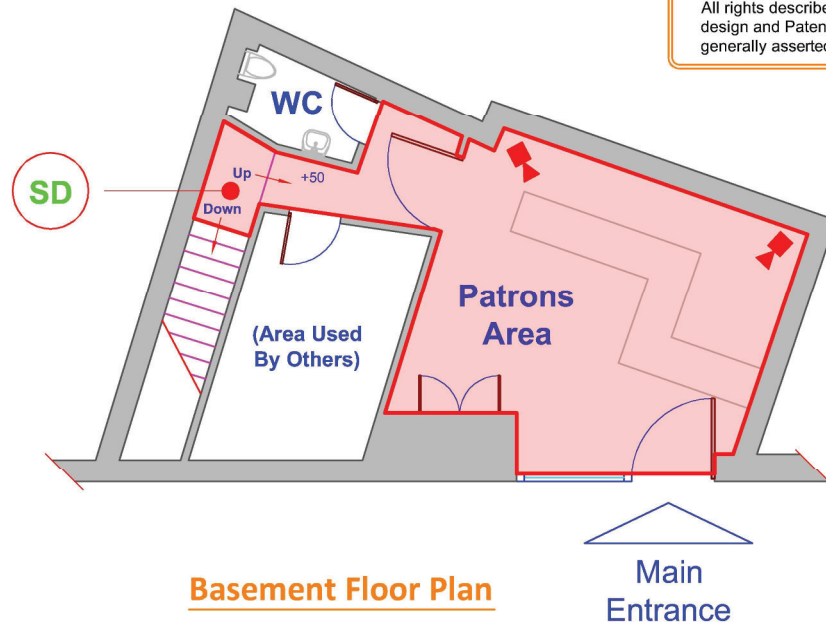 All rights describe
design and Paten
generally asserted
WC
SD
Up
+50
Down
Patrons
Area
(Area Used
By Others)
Basement Floor Plan
Main
Entrance